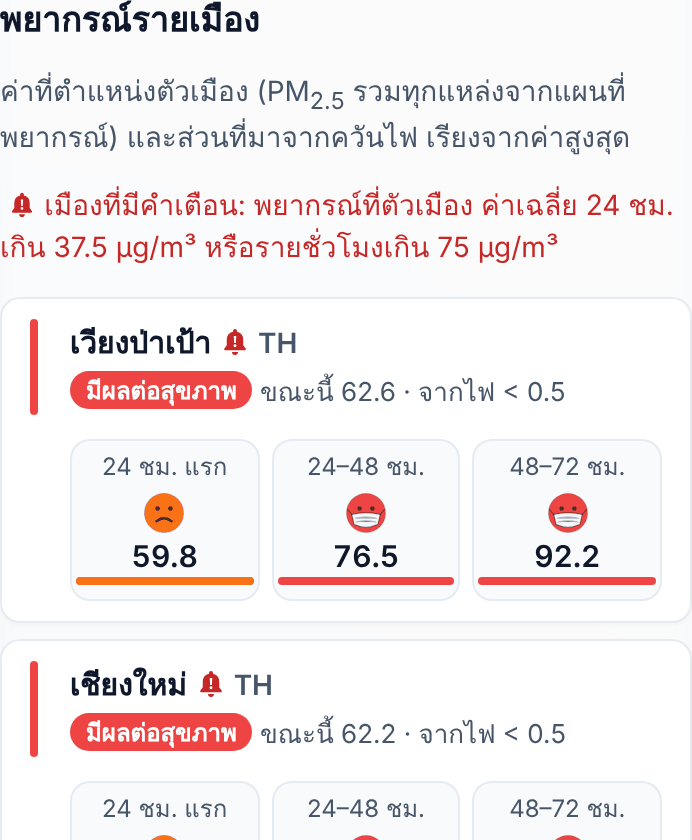 พยากรณ์รายเมือง
ค่าที่ตำแหน่งตัวเมือง (PM2.5 รวมทุกแหล่งจากแผนที่
พยากรณ์) และส่วนที่มาจากควันไฟ เรียงจากค่าสูงสุด
เมืองที่มีคำเตือน: พยากรณ์ที่ตัวเมือง ค่าเฉลี่ย 24 ชม.
เกิน 37.5 µg/m³ หรือรายชั่วโมงเกิน 75 µg/m³
เวียงป่าเป้า TH
มีผลต่อสุขภาพ ขณะนี้ 62.6 · จากไฟ < 0.5
24 ชม. แรก 24–48 ชม. 48–72 ชม.
59.8 76.5 92.2
เชียงใหม่ TH
มีผลต่อสุขภาพ ขณะนี้ 62.2 · จากไฟ < 0.5
24 ชม. แรก 24–48 ชม. 48–72 ชม.